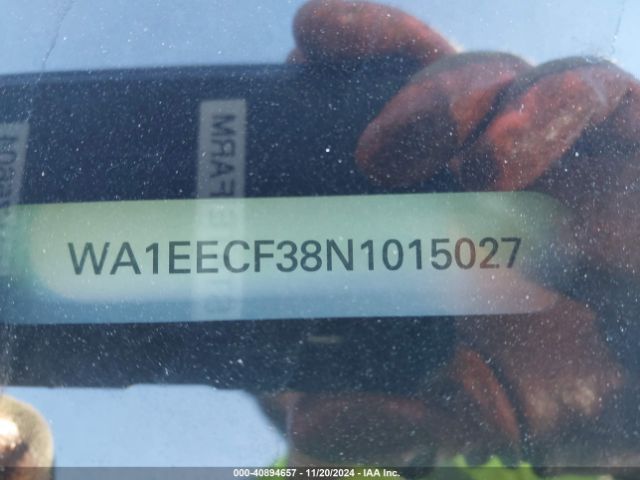 WA1EECF38N1015027
000-40894657 - 11/20/2024 - IAA Inc.